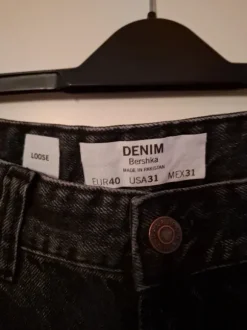 LOOSE
DENIM
Bershka
MADE IN PAKISTAN
EUR40 USA31 MEX31